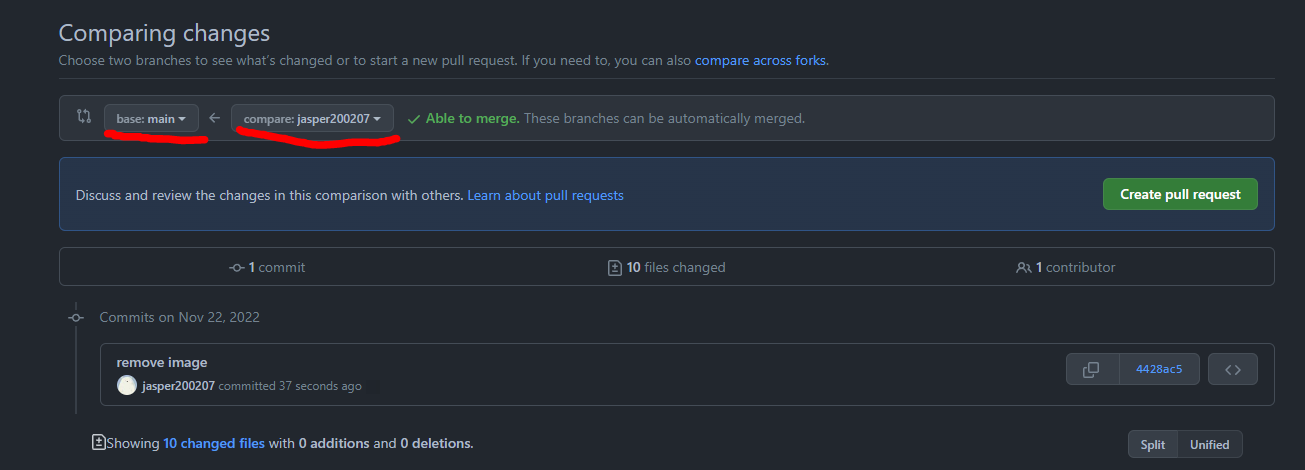 Comparing changes
Choose two branches to see what's changed or to start a new pull request. If you need to, you can also compare across forks.
base: main compare: jasper200207 Able to merge. These branches can be automatically merged.
Discuss and review the changes in this comparison with others. Learn about pull requests Create pull request
1 commit 10 files changed 1 contributor
Commits on Nov 22, 2022
remove image
jasper200207 committed 37 seconds ago 4428ac5
Showing 10 changed files with 0 additions and 0 deletions. Split Unified